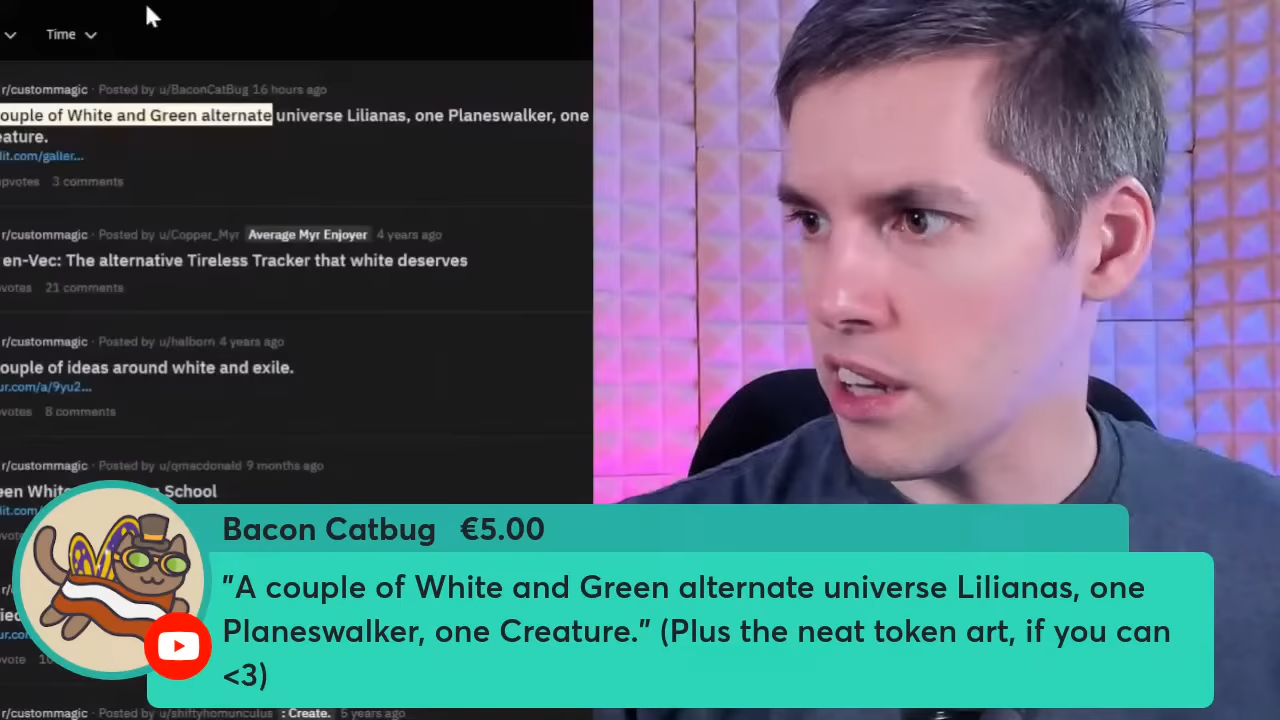 Time
r/custommagic · Posted by u/BaconCatBug 16 hours ago
ouple of White and Green alternate universe Lilianas, one Planeswalker, one
eature.
dit.com/galler...
upvotes 3 comments
r/custommagic · Posted by u/Copper_Myr Average Myr Enjoyer 4 years ago
en-Vec: The alternative Tireless Tracker that white deserves
votes 21 comments
r/custommagic · Posted by u/halborn 4 years ago
ouple of ideas around white and exile.
ur.com/a/9yu2...
votes 8 comments
r/custommagic · Posted by u/qmacdonald 9 months ago
een White School
Bacon Catbug €5.00
"A couple of White and Green alternate universe Lilianas, one
Planeswalker, one Creature." (Plus the neat token art, if you can
<3)
r/custommagic · Posted by u/shiftyhomunculus : Create. 5 years ago